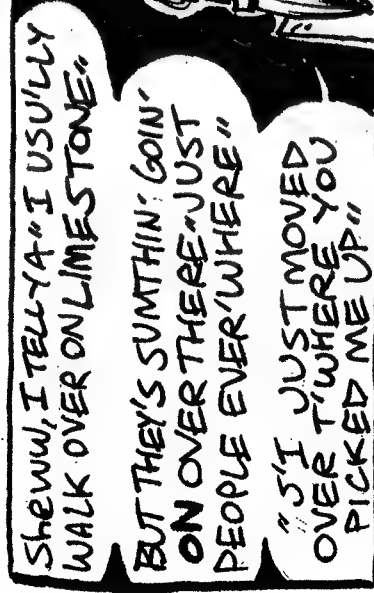 SHEWW, I TELL YA "I USU'LLY
WALK OVER ON LIMESTONE"
BUT THEY'S SUMTHIN' GOIN'
ON OVER THERE "JUST
PEOPLE EVER'WHERE"
"S'I JUST MOVED
OVER T'WHERE YOU
PICKED ME UP"